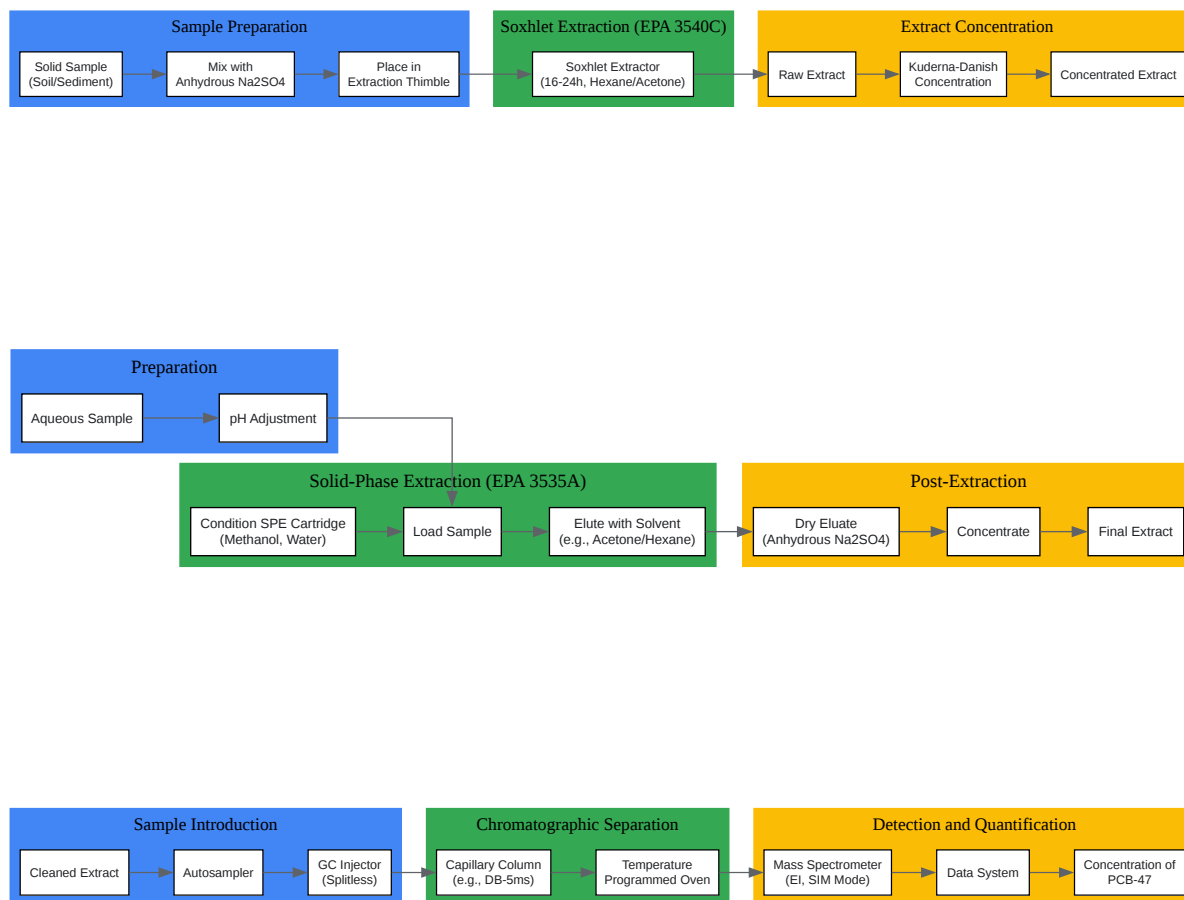 Sample Preparation
Solid Sample
(Soil/Sediment)
Mix with
Anhydrous Na2SO4
Place in
Extraction Thimble
Soxhlet Extraction (EPA 3540C)
Soxhlet Extractor
(16-24h, Hexane/Acetone)
Extract Concentration
Raw Extract
Kuderna-Danish
Concentration
Concentrated Extract
Preparation
Aqueous Sample
pH Adjustment
Solid-Phase Extraction (EPA 3535A)
Condition SPE Cartridge
(Methanol, Water)
Load Sample
Elute with Solvent
(e.g., Acetone/Hexane)
Post-Extraction
Dry Eluate
(Anhydrous Na2SO4)
Concentrate
Final Extract
Sample Introduction
Cleaned Extract
Autosampler
GC Injector
(Splitless)
Chromatographic Separation
Capillary Column
(e.g., DB-5ms)
Temperature
Programmed Oven
Detection and Quantification
Mass Spectrometer
(EI, SIM Mode)
Data System
Concentration of
PCB-47